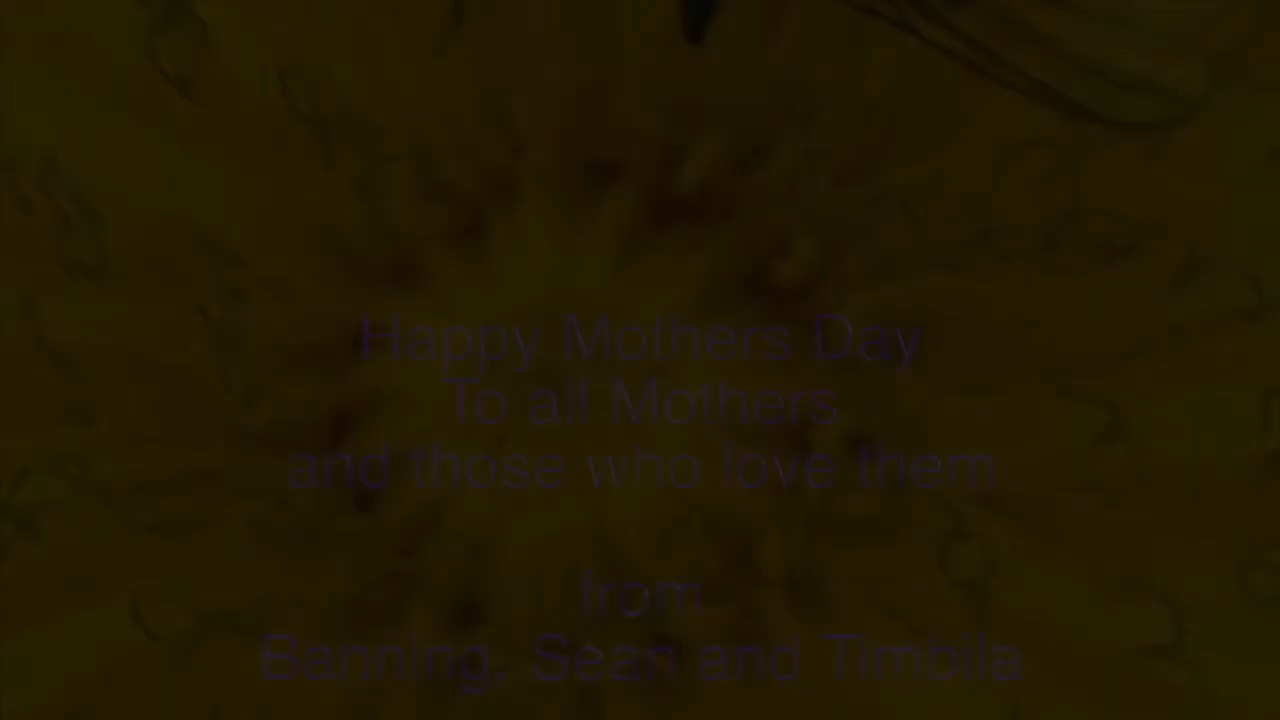 Happy Mothers Day
To all Mothers
and those who love them
from
Banning, Sean and Timbila